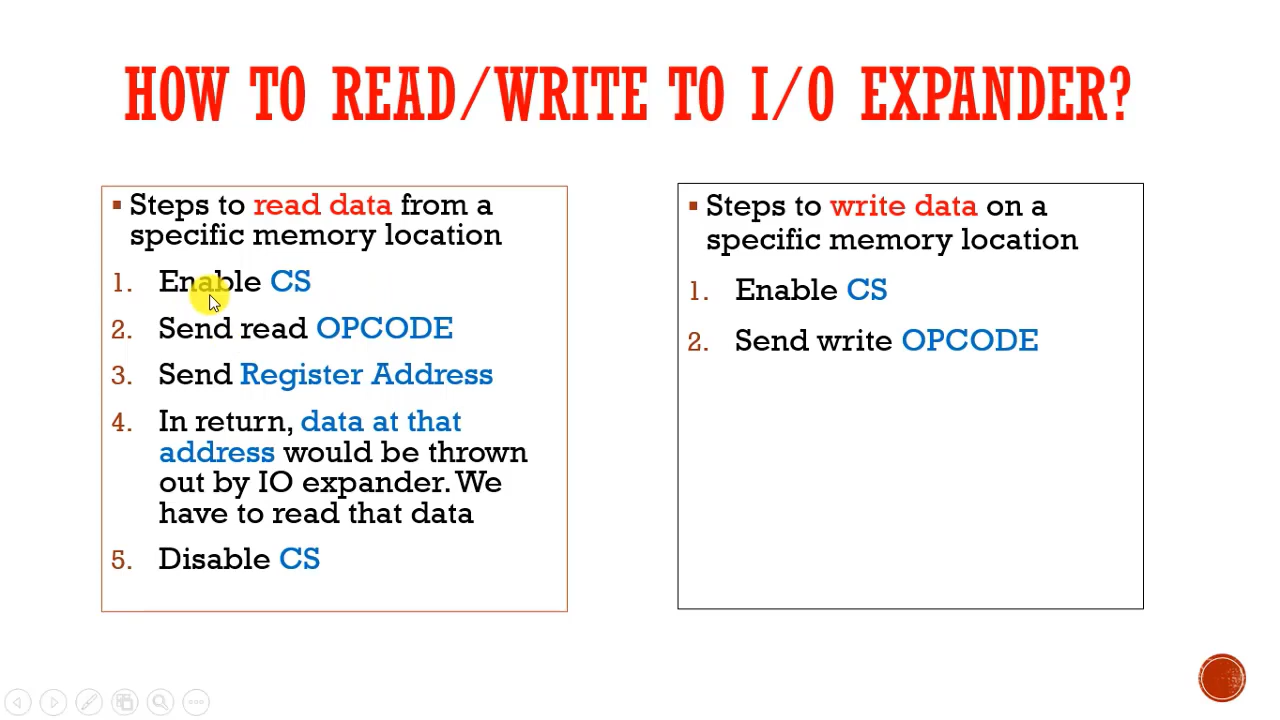 HOW TO READ/WRITE TO I/O EXPANDER?
▪ Steps to read data from a
specific memory location
1. Enable CS
2. Send read OPCODE
3. Send Register Address
4. In return, data at that
address would be thrown
out by IO expander. We
have to read that data
5. Disable CS
▪ Steps to write data on a
specific memory location
1. Enable CS
2. Send write OPCODE